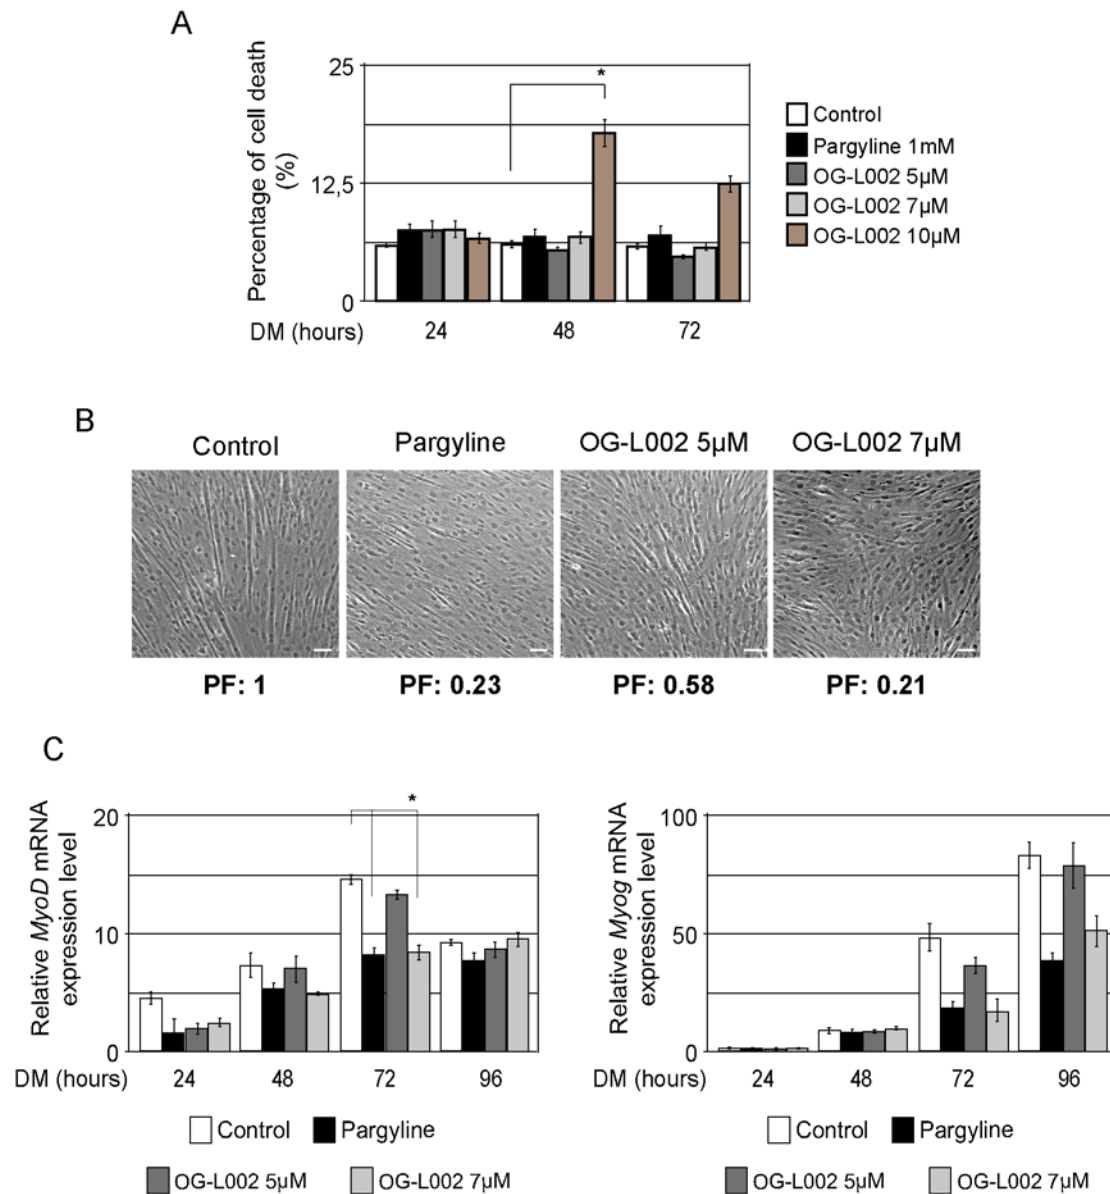 A
Percentage of cell death
(%)
25
12,5
0
*
DM (hours) 24 48 72
Control
Pargyline 1mM
OG-L002 5µM
OG-L002 7µM
OG-L002 10µM
B
Control Pargyline OG-L002 5µM OG-L002 7µM
PF: 1 PF: 0.23 PF: 0.58 PF: 0.21
C
Relative MyoD mRNA
expression level
20
10
0
*
DM (hours) 24 48 72 96
Control Pargyline
OG-L002 5µM OG-L002 7µM
Relative Myog mRNA
expression level
100
50
0
DM (hours) 24 48 72 96
Control Pargyline
OG-L002 5µM OG-L002 7µM